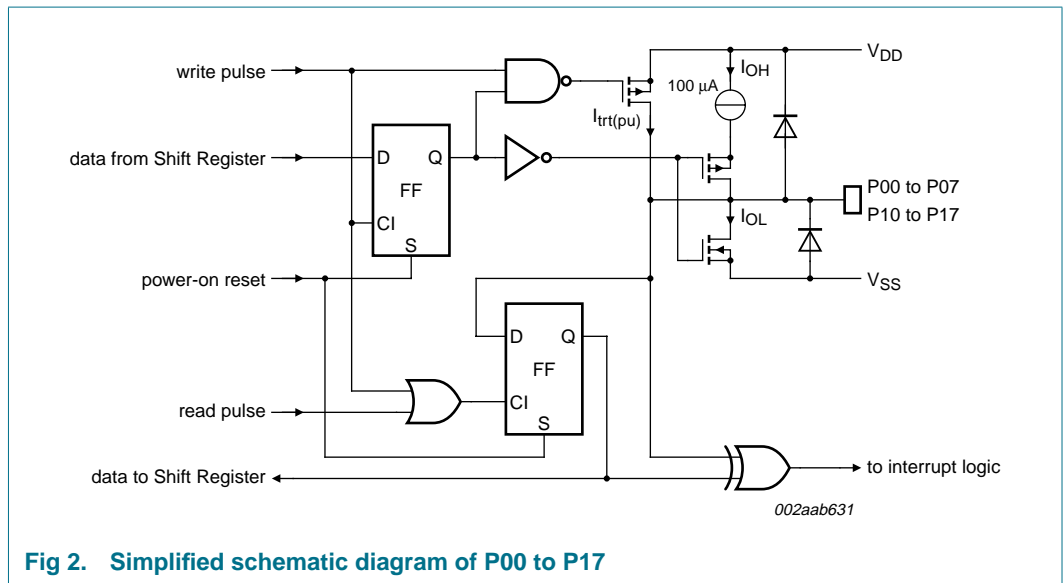 write pulse
V_DD
I_OH
100 μA
I_trt(pu)
data from Shift Register
D Q
FF
CI
S
P00 to P07
P10 to P17
I_OL
power-on reset
V_SS
D Q
FF
CI
S
read pulse
data to Shift Register
to interrupt logic
002aab631
Fig 2. Simplified schematic diagram of P00 to P17